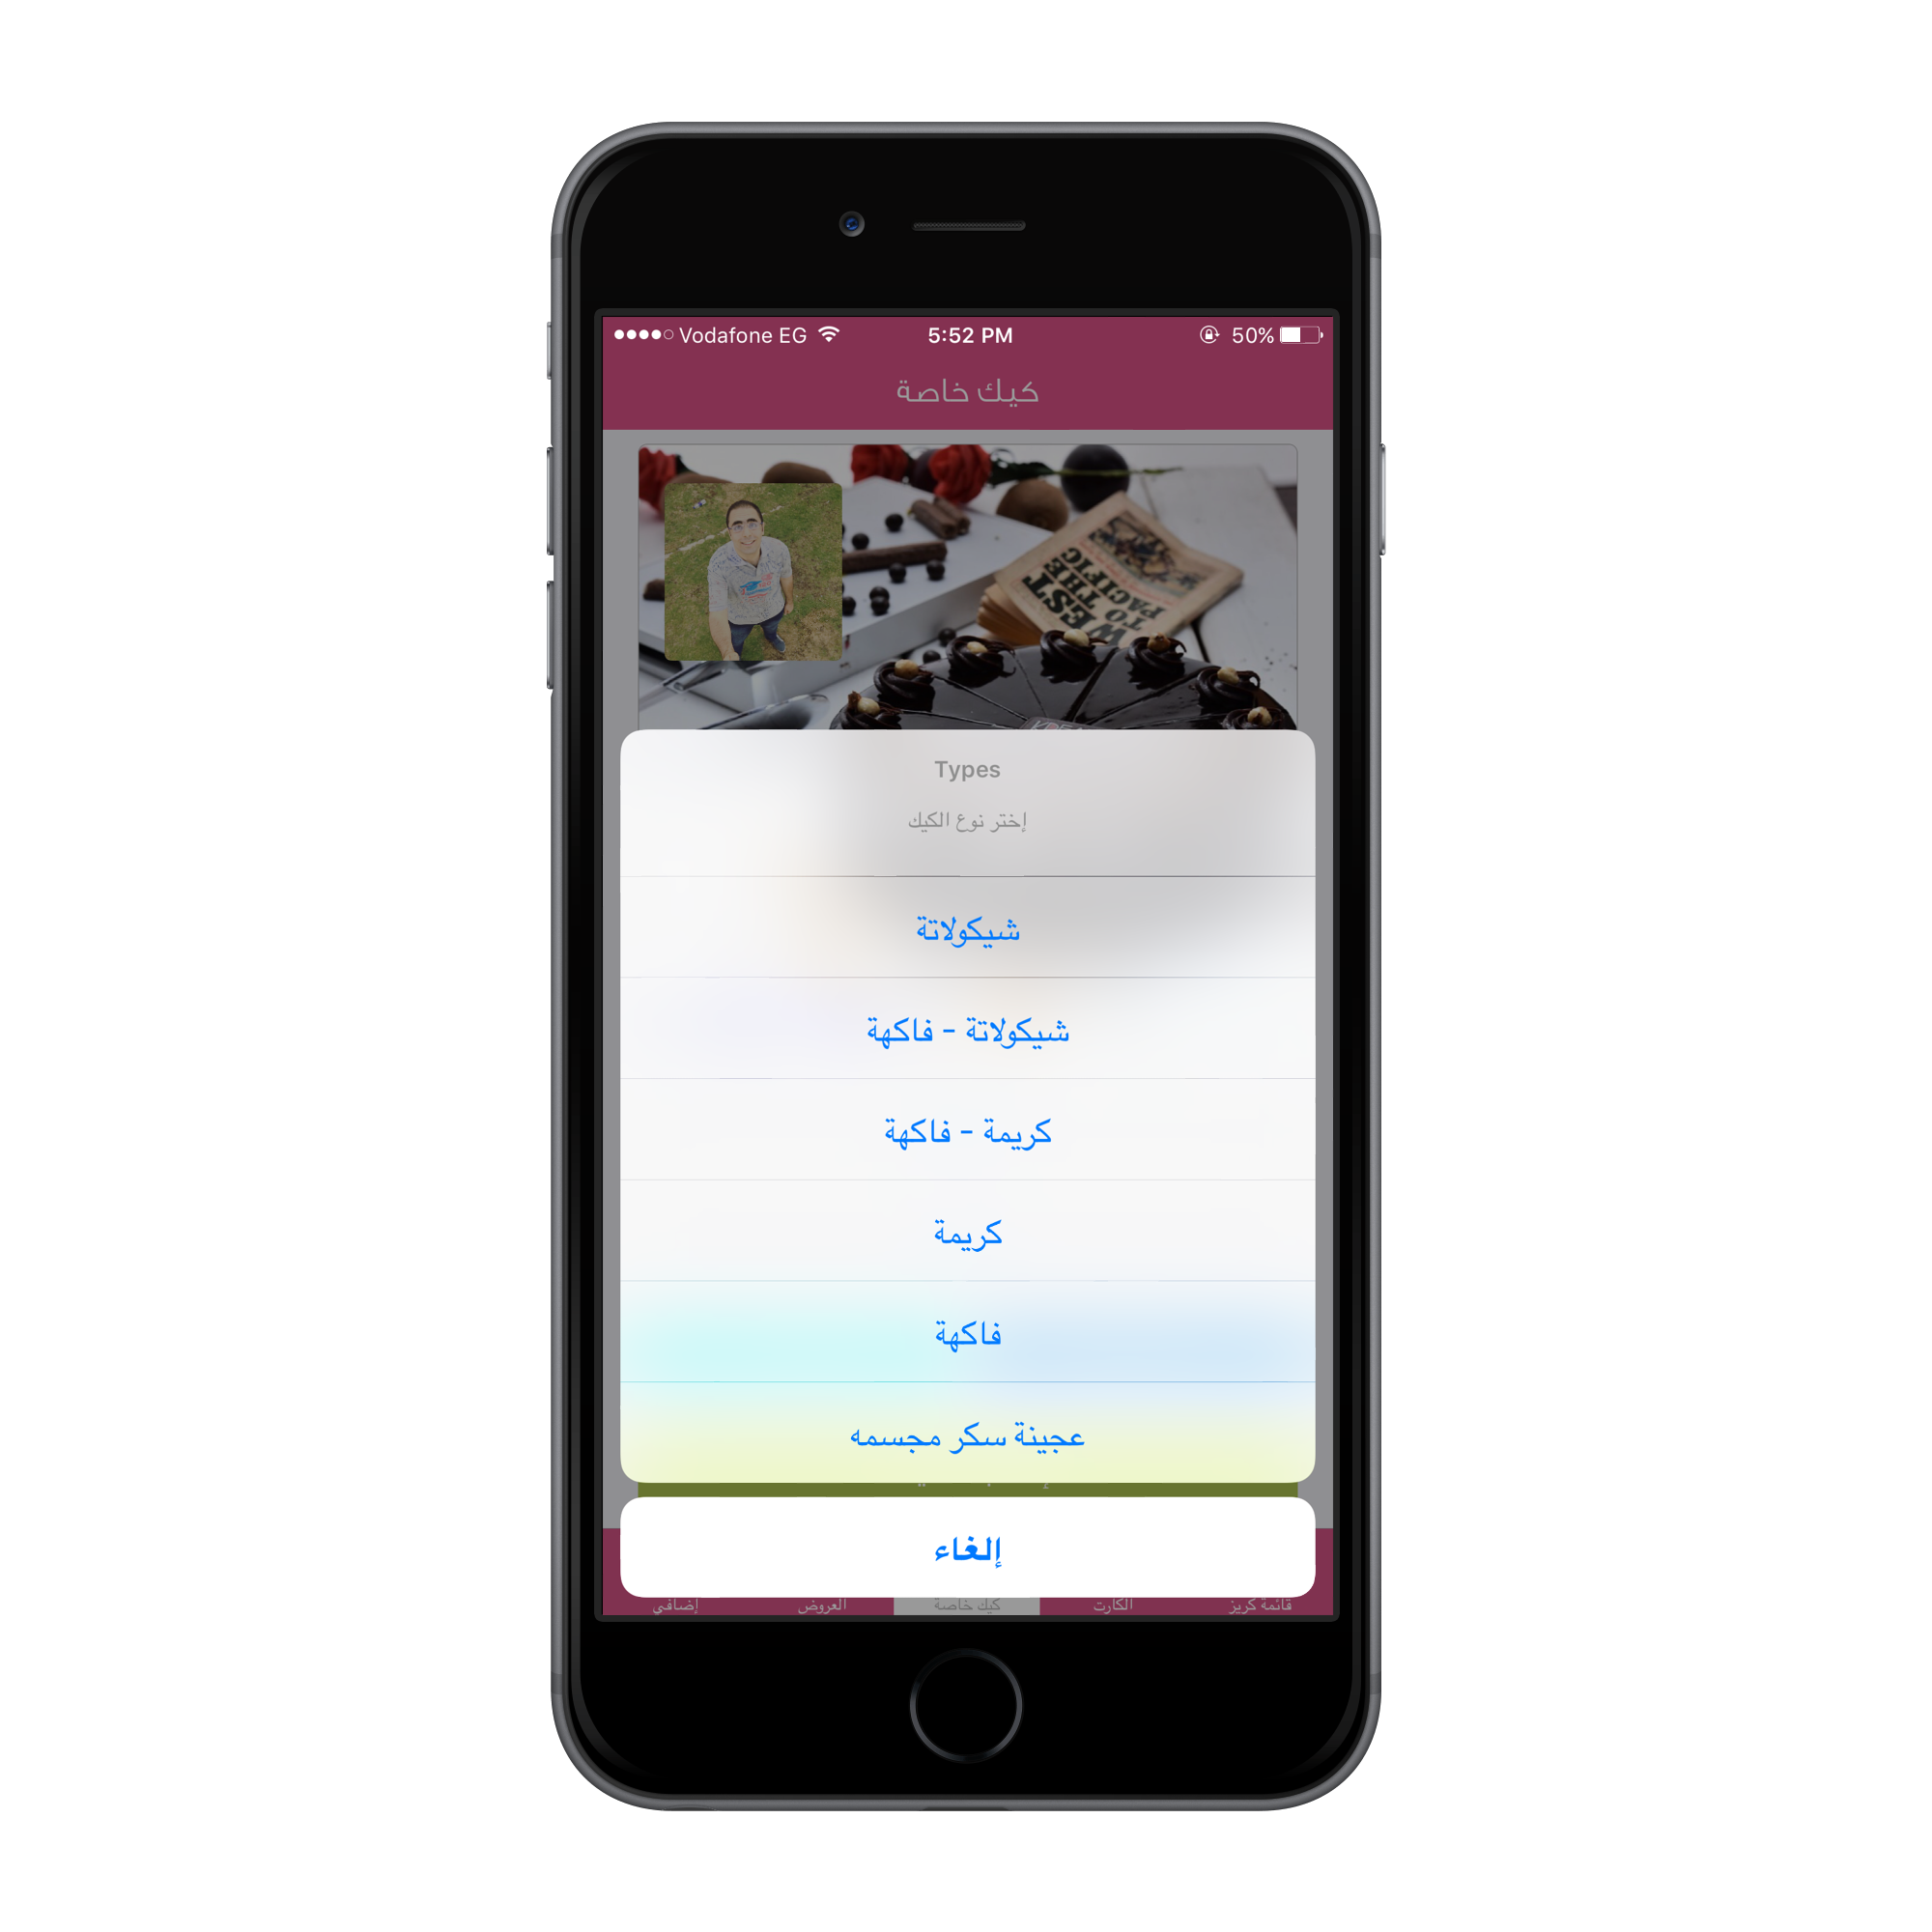 Vodafone EG 5:52 PM 50%
كيك خاصة
WEST
TO THE
PACIFIC
Types
إختر نوع الكيك
شيكولاتة
شيكولاتة - فاكهة
كريمة - فاكهة
كريمة
فاكهة
عجينة سكر مجسمه
إلغاء
قائمة كريز الكارت كيك خاصة العروض إضافي